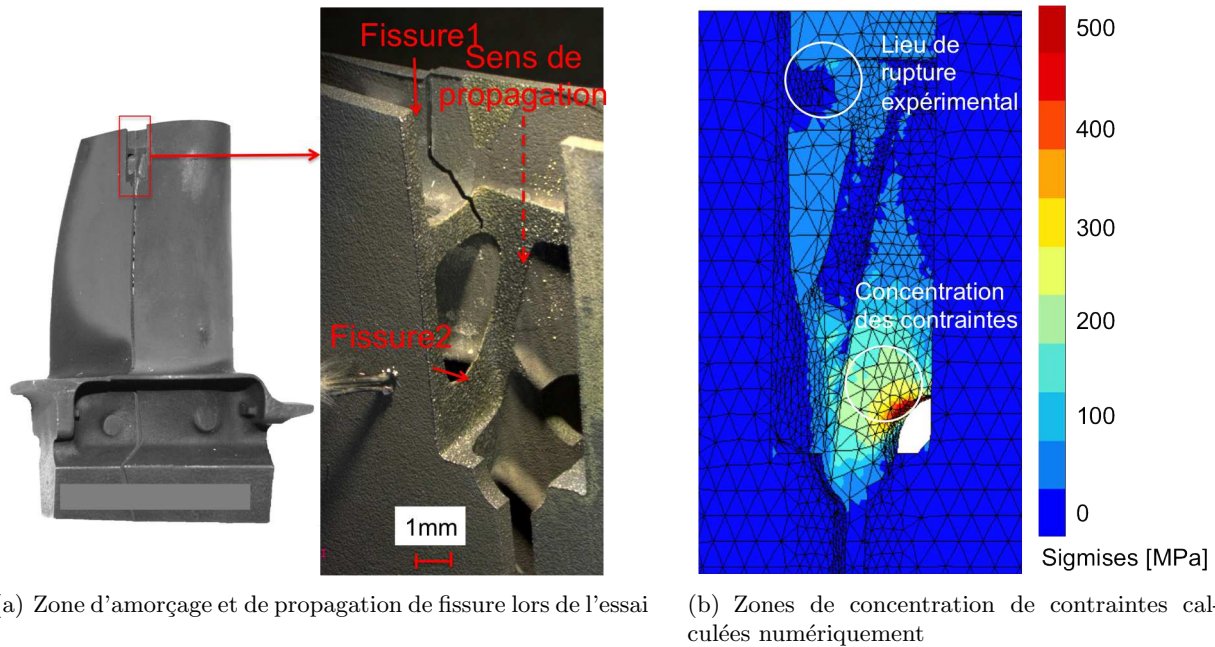 Fissure1
Sens de
propagation
Fissure2
1mm
Lieu de
rupture
expérimental
Concentration
des contraintes
500
400
300
200
100
0
Sigmises [MPa]
a) Zone d'amorçage et de propagation de fissure lors de l'essai
(b) Zones de concentration de contraintes cal-
culées numériquement